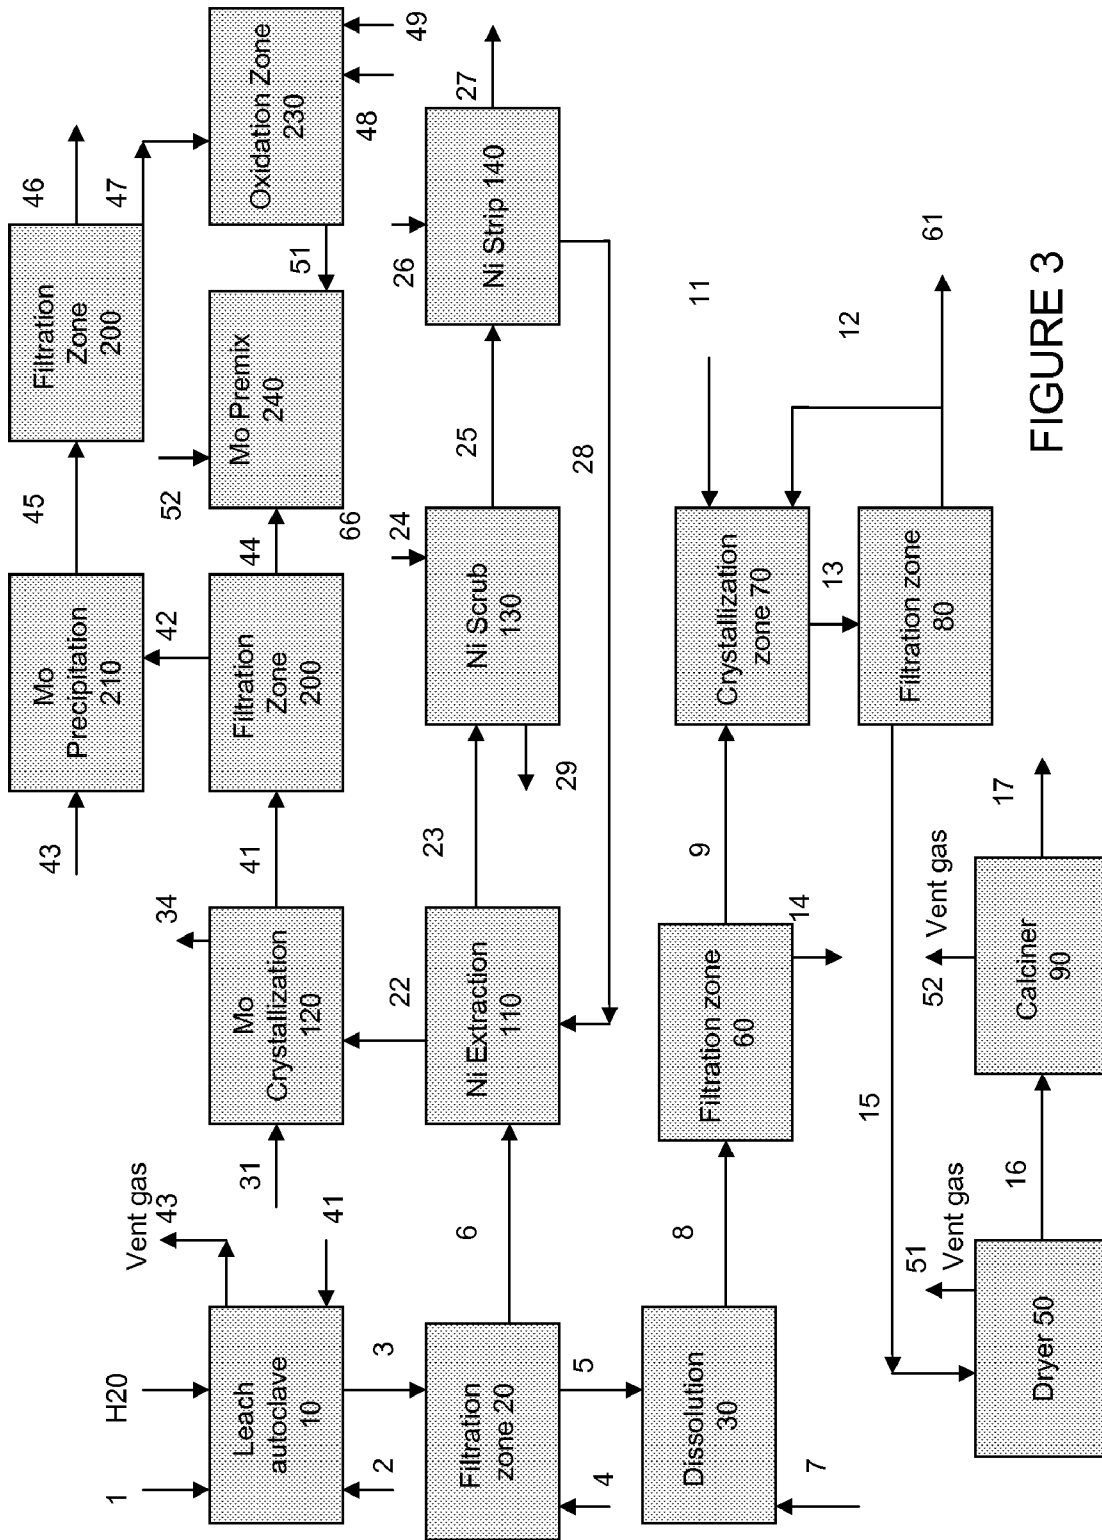 1
H20
Vent gas
43
Leach
autoclave
10
2
41
3
4
Filtration
zone 20
5
6
7
Dissolution
30
8
31
34
Mo
Crystallization
120
41
22
Ni Extraction
110
23
43
Mo
Precipitation
210
45
42
Filtration
Zone
200
44
66
Filtration
Zone
200
46
47
52
Mo Premix
240
51
Oxidation Zone
230
48
49
24
Ni Scrub
130
29
25
26
Ni Strip 140
27
28
Filtration zone
60
14
9
Crystallization
zone 70
11
12
13
Filtration zone
80
61
15
Dryer 50
51
Vent gas
16
Calciner
90
52
Vent gas
17
FIGURE 3